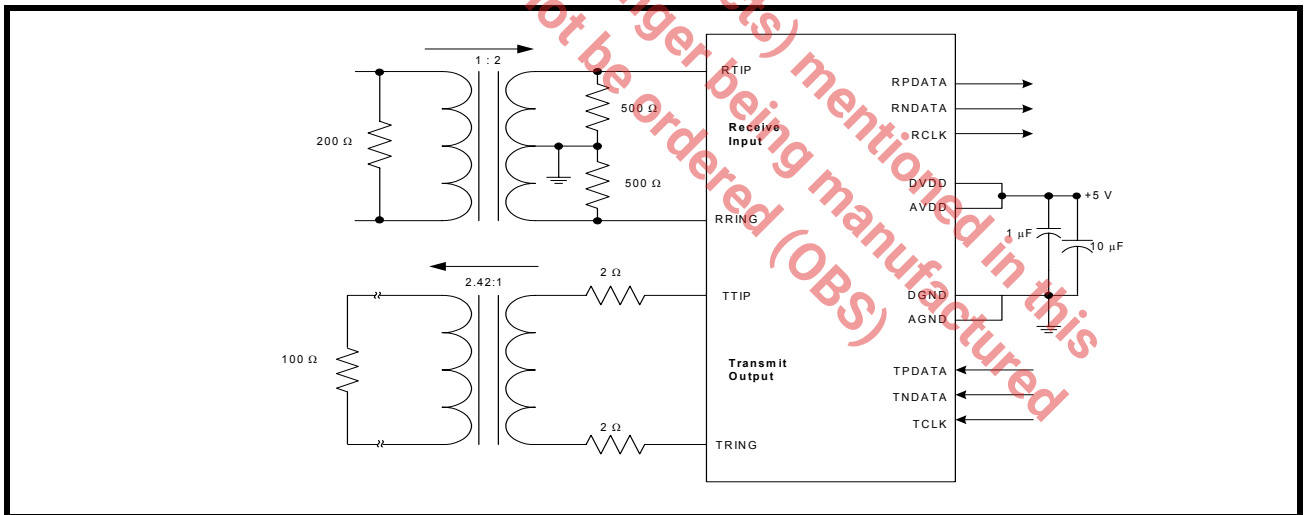 1 : 2
200 Ω
500 Ω
500 Ω
RTIP
Receive
Input
RRING
2.42:1
100 Ω
2 Ω
2 Ω
TTIP
Transmit
Output
TRING
RPDATA
RNDATA
RCLK
DVDD
AVDD
+5 V
1 µF
10 µF
DGND
AGND
TPDATA
TNDATA
TCLK
cts) mentioned in this
nger being manufactured
not be ordered (OBS)